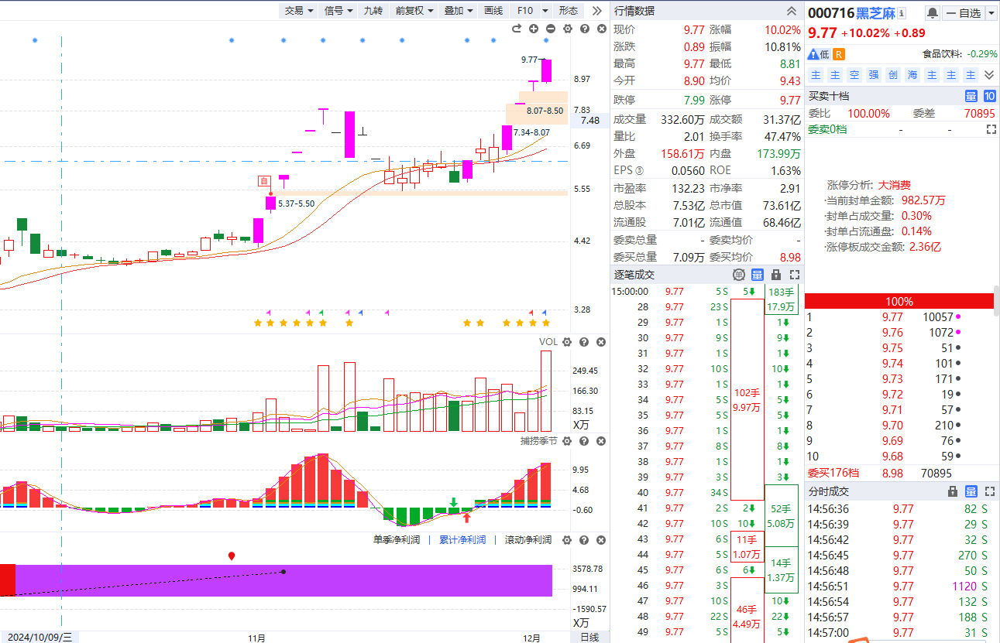 交易 信号 九转 前复权 叠加 画线 F10 形态
9.77
8.97
7.83
7.48
6.69
5.55
4.42
3.28
8.07-8.50
7.34-8.07
自
5.37-5.50
VOL
249.45
166.30
83.15
X万
捕捞季节
9.95
4.68
-0.60
单季净利润 | 累计净利润 | 滚动净利润
3578.78
994.11
-1590.57
X万
2024/10/09/三 11月 12月 日线
行情数据
现价 9.77 涨幅 10.02%
涨跌 0.89 振幅 10.81%
最高 9.77 最低 8.81
今开 8.90 均价 9.43
跌停 7.99 涨停 9.77
成交量 332.60万 成交额 31.37亿
量比 2.01 换手率 47.47%
外盘 158.61万 内盘 173.99万
EPS③ 0.0560 ROE 1.63%
市盈率 132.23 市净率 2.91
总股本 7.53亿 总市值 73.61亿
流通股 7.01亿 流通值 68.46亿
委卖总量 - 委卖均价 -
委买总量 7.09万 委买均价 8.98
逐笔成交 单 量
15:00:00 9.77 5 S 5
28 9.77 23 S
29 9.77 1 S
30 9.77 9 S
31 9.77 1 S
32 9.77 10 S
33 9.77 1 S
34 9.77 5 S
35 9.77 5 S
36 9.77 1 S
37 9.77 8 S
38 9.77 1 S
39 9.77 3 S
40 9.77 34 S
41 9.77 2 S 2
42 9.77 10 S 10
43 9.77 6 S
44 9.77 5 S
45 9.77 6 S 6
46 9.77 3 S
47 9.77 10 S
48 9.77 22 S
49 9.77 5 S
102手
9.97万
11手
1.07万
46手
4.49万
183手
17.9万
1
9
1
10
1
5
5
1
8
1
3
52手
5.08万
14手
1.37万
10
22
5
000716 黑芝麻 自选
9.77 +10.02% +0.89
低 R 食品饮料: -0.29%
主 主 空 强 创 海 主 主 主
买卖十档 量 10
委比 100.00% 委差 70895
委卖0档 - -
涨停分析: 大消费
·当前封单金额: 982.57万
·封单占成交量: 0.30%
·封单占流通盘: 0.14%
·涨停板成交金额: 2.36亿
100%
1 9.77 10057
2 9.76 1072
3 9.75 51
4 9.74 101
5 9.73 171
6 9.72 19
7 9.71 57
8 9.70 210
9 9.69 76
10 9.68 59
委买176档 8.98 70895
分时成交 量
14:56:36 9.77 82 S
14:56:39 9.77 29 S
14:56:42 9.77 32 S
14:56:45 9.77 270 S
14:56:48 9.77 50 S
14:56:51 9.77 1120 S
14:56:54 9.77 132 S
14:56:57 9.77 188 S
14:57:00 9.77 31 S